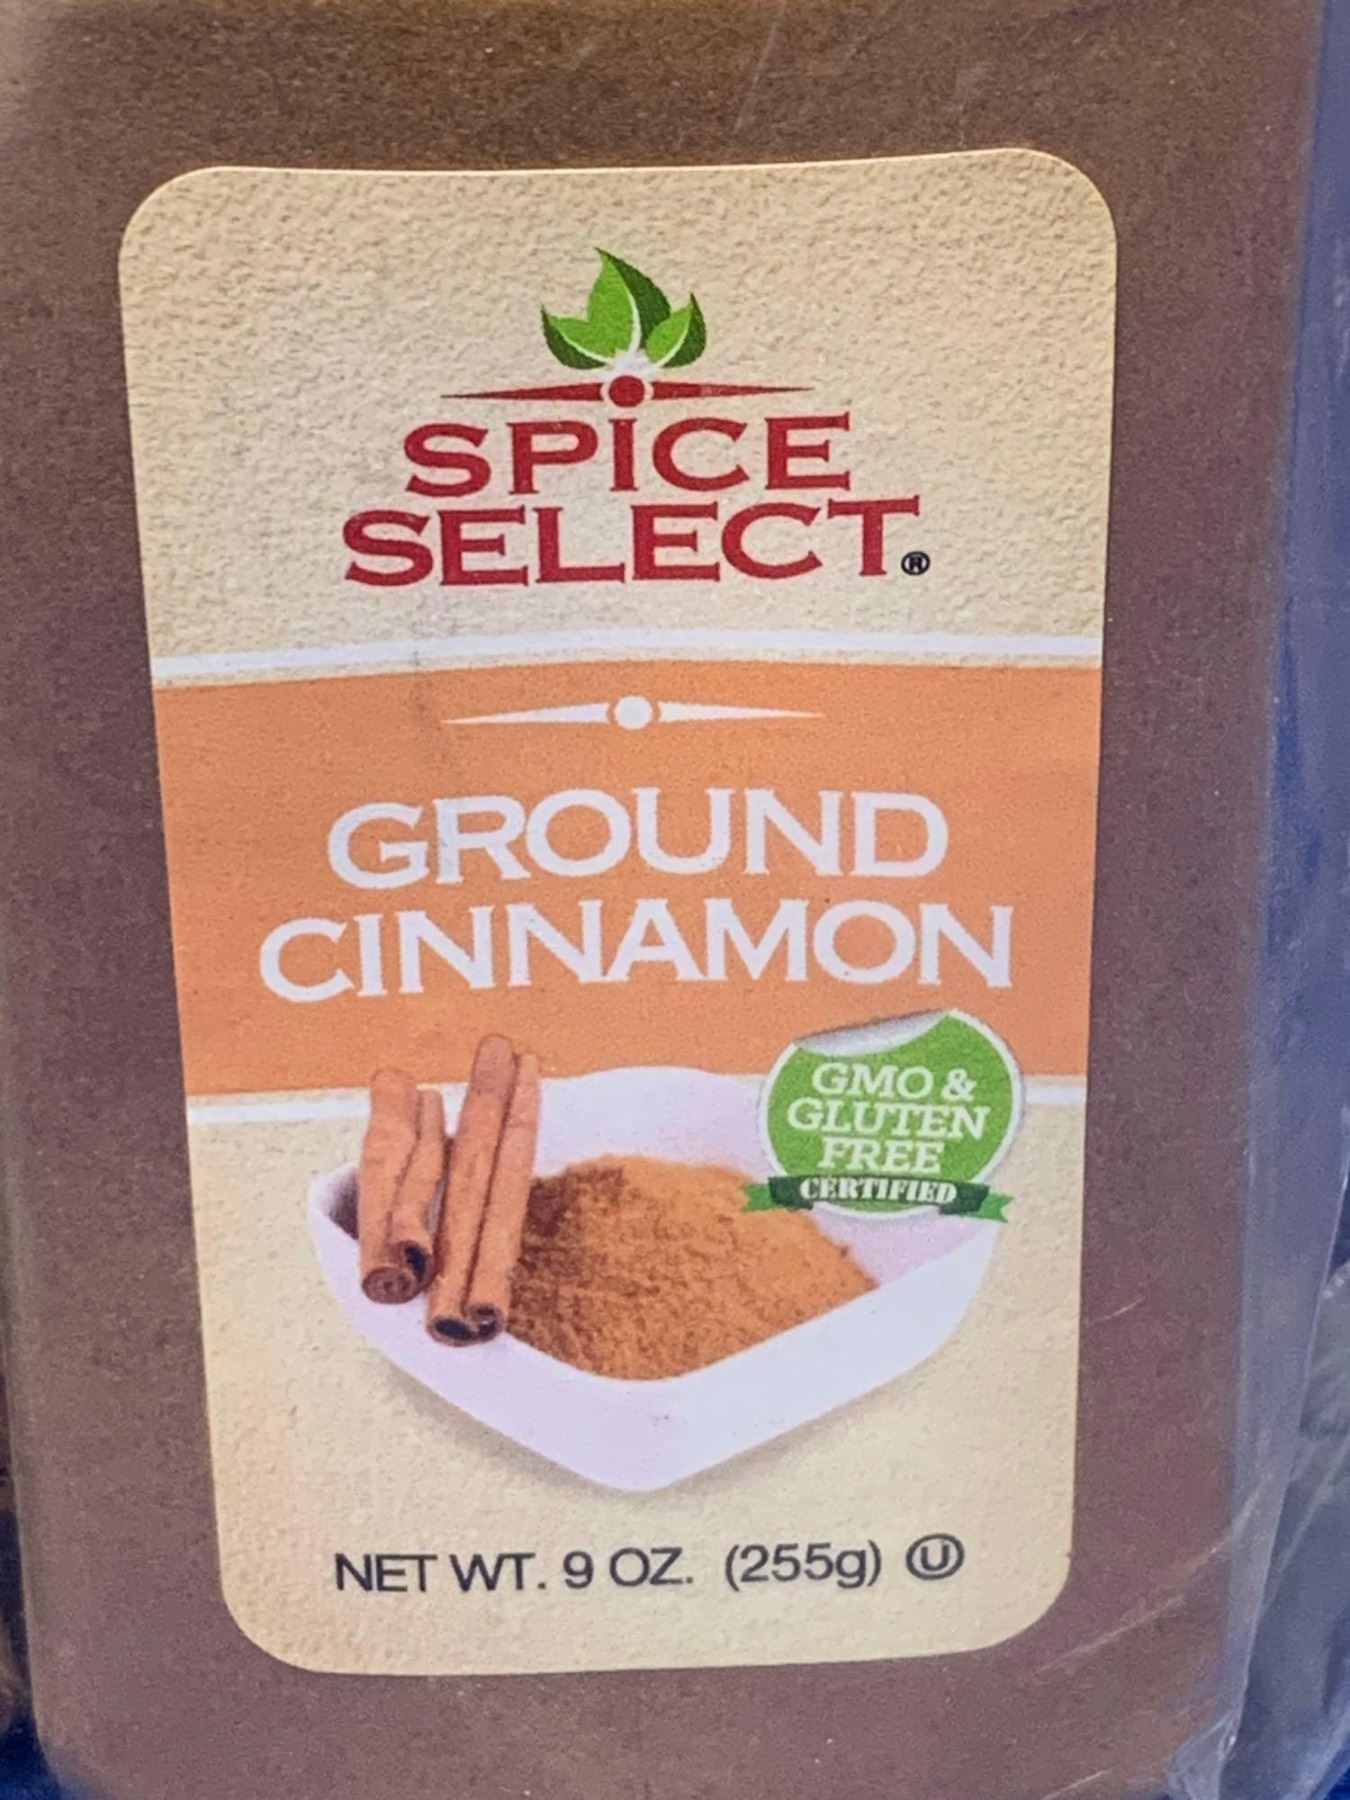 SPICE
SELECT®
GROUND
CINNAMON
GMO &
GLUTEN
FREE
CERTIFIED
NET WT. 9 OZ. (255g) Ⓤ